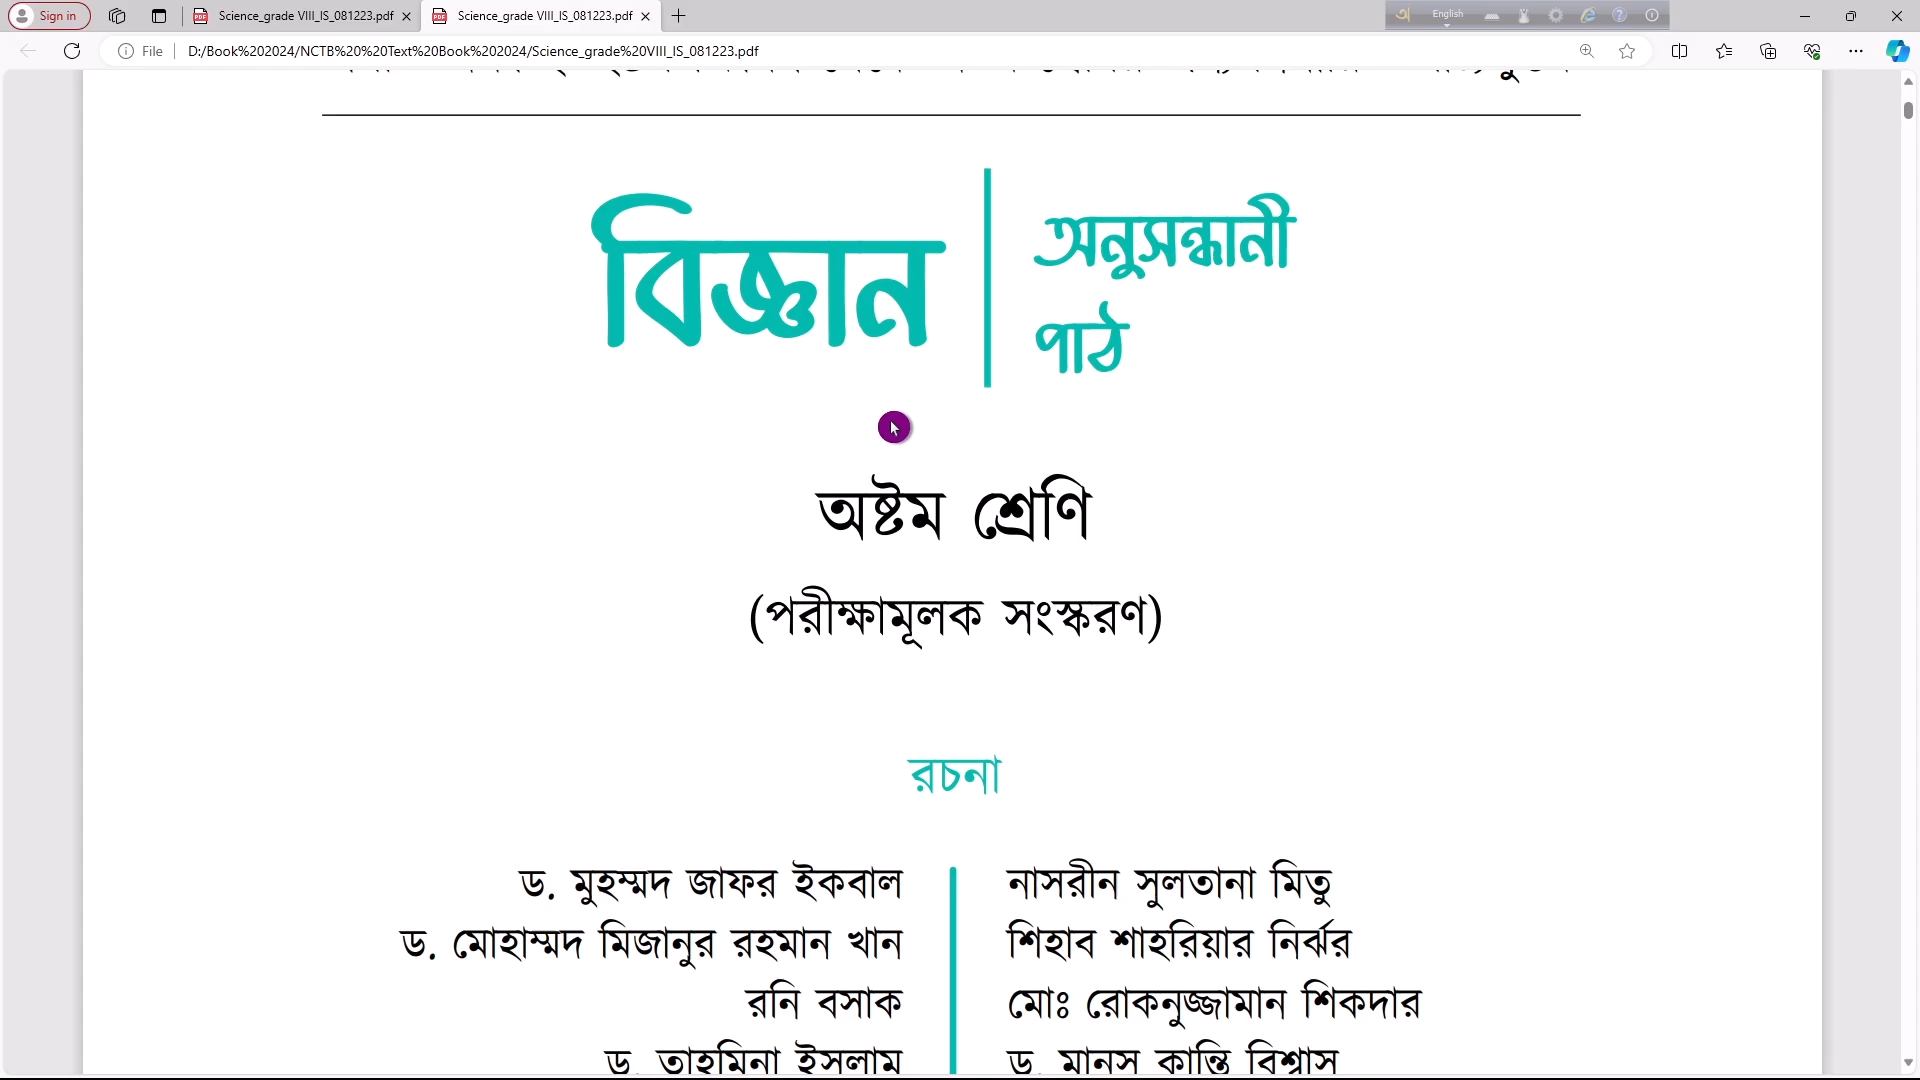 Sign in
Science_grade VIII_IS_081223.pdf
Science_grade VIII_IS_081223.pdf
English
File
D:/Book%202024/NCTB%20%20Text%20Book%202024/Science_grade%20VIII_IS_081223.pdf
বিজ্ঞান
অনুসন্ধানী
পাঠ
অষ্টম শ্রেণি
(পরীক্ষামূলক সংস্করণ)
রচনা
ড. মুহম্মদ জাফর ইকবাল
ড. মোহাম্মদ মিজানুর রহমান খান
রনি বসাক
ড. তাহমিনা ইসলাম
নাসরীন সুলতানা মিতু
শিহাব শাহরিয়ার নির্ঝর
মোঃ রোকনুজ্জামান শিকদার
ড. মানস কান্তি বিশ্বাস